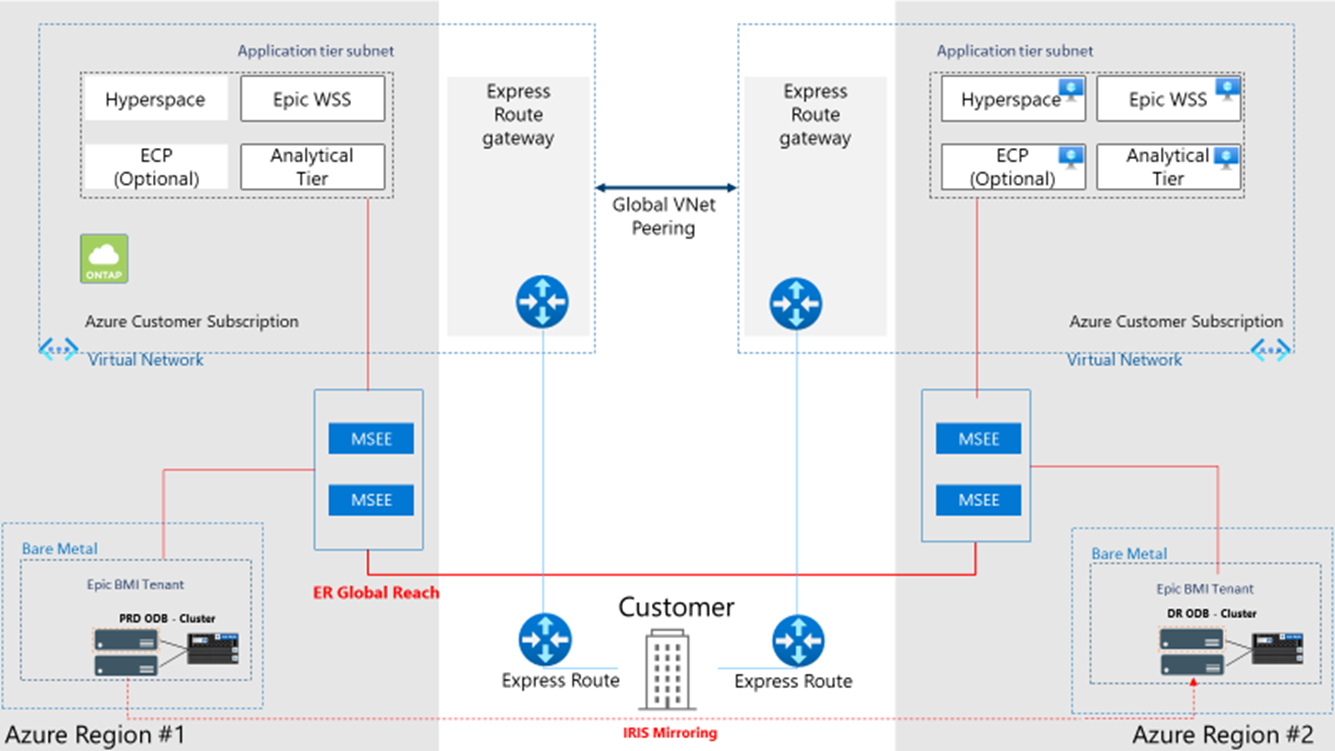 Application tier subnet
Hyperspace
Epic WSS
ECP
(Optional)
Analytical
Tier
ONTAP
Azure Customer Subscription
Virtual Network
Express
Route
gateway
Global VNet
Peering
Express
Route
gateway
Application tier subnet
Hyperspace
Epic WSS
ECP
(Optional)
Analytical
Tier
Azure Customer Subscription
Virtual Network
MSEE
MSEE
MSEE
MSEE
Bare Metal
Epic BMI Tenant
PRD ODB - Cluster
ER Global Reach
Customer
Express Route
Express Route
Bare Metal
Epic BMI Tenant
DR ODB - Cluster
Azure Region #1
IRIS Mirroring
Azure Region #2